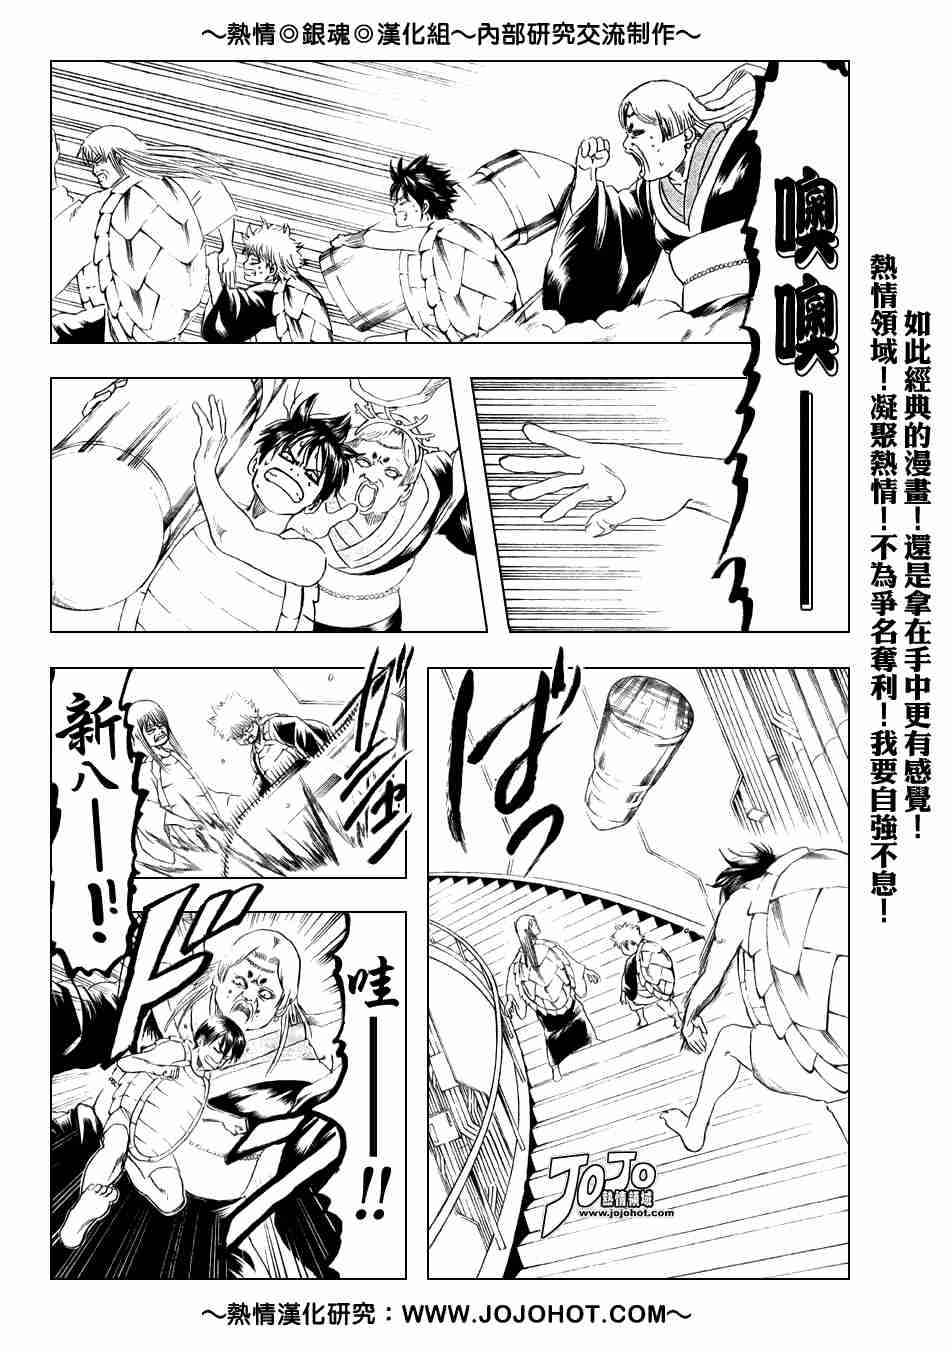 ～熱情◎銀魂◎漢化組～內部研究交流制作～
噢噢——
如此經典的漫畫！還是拿在手中更有感覺！
熱情領域！凝聚熱情！不為爭名奪利！我要自強不息！
ばっ
新八——!!
哇——!!
ドドド
JOJO
熱情領域
www.jojohot.com
～熱情漢化研究：WWW.JOJOHOT.COM～